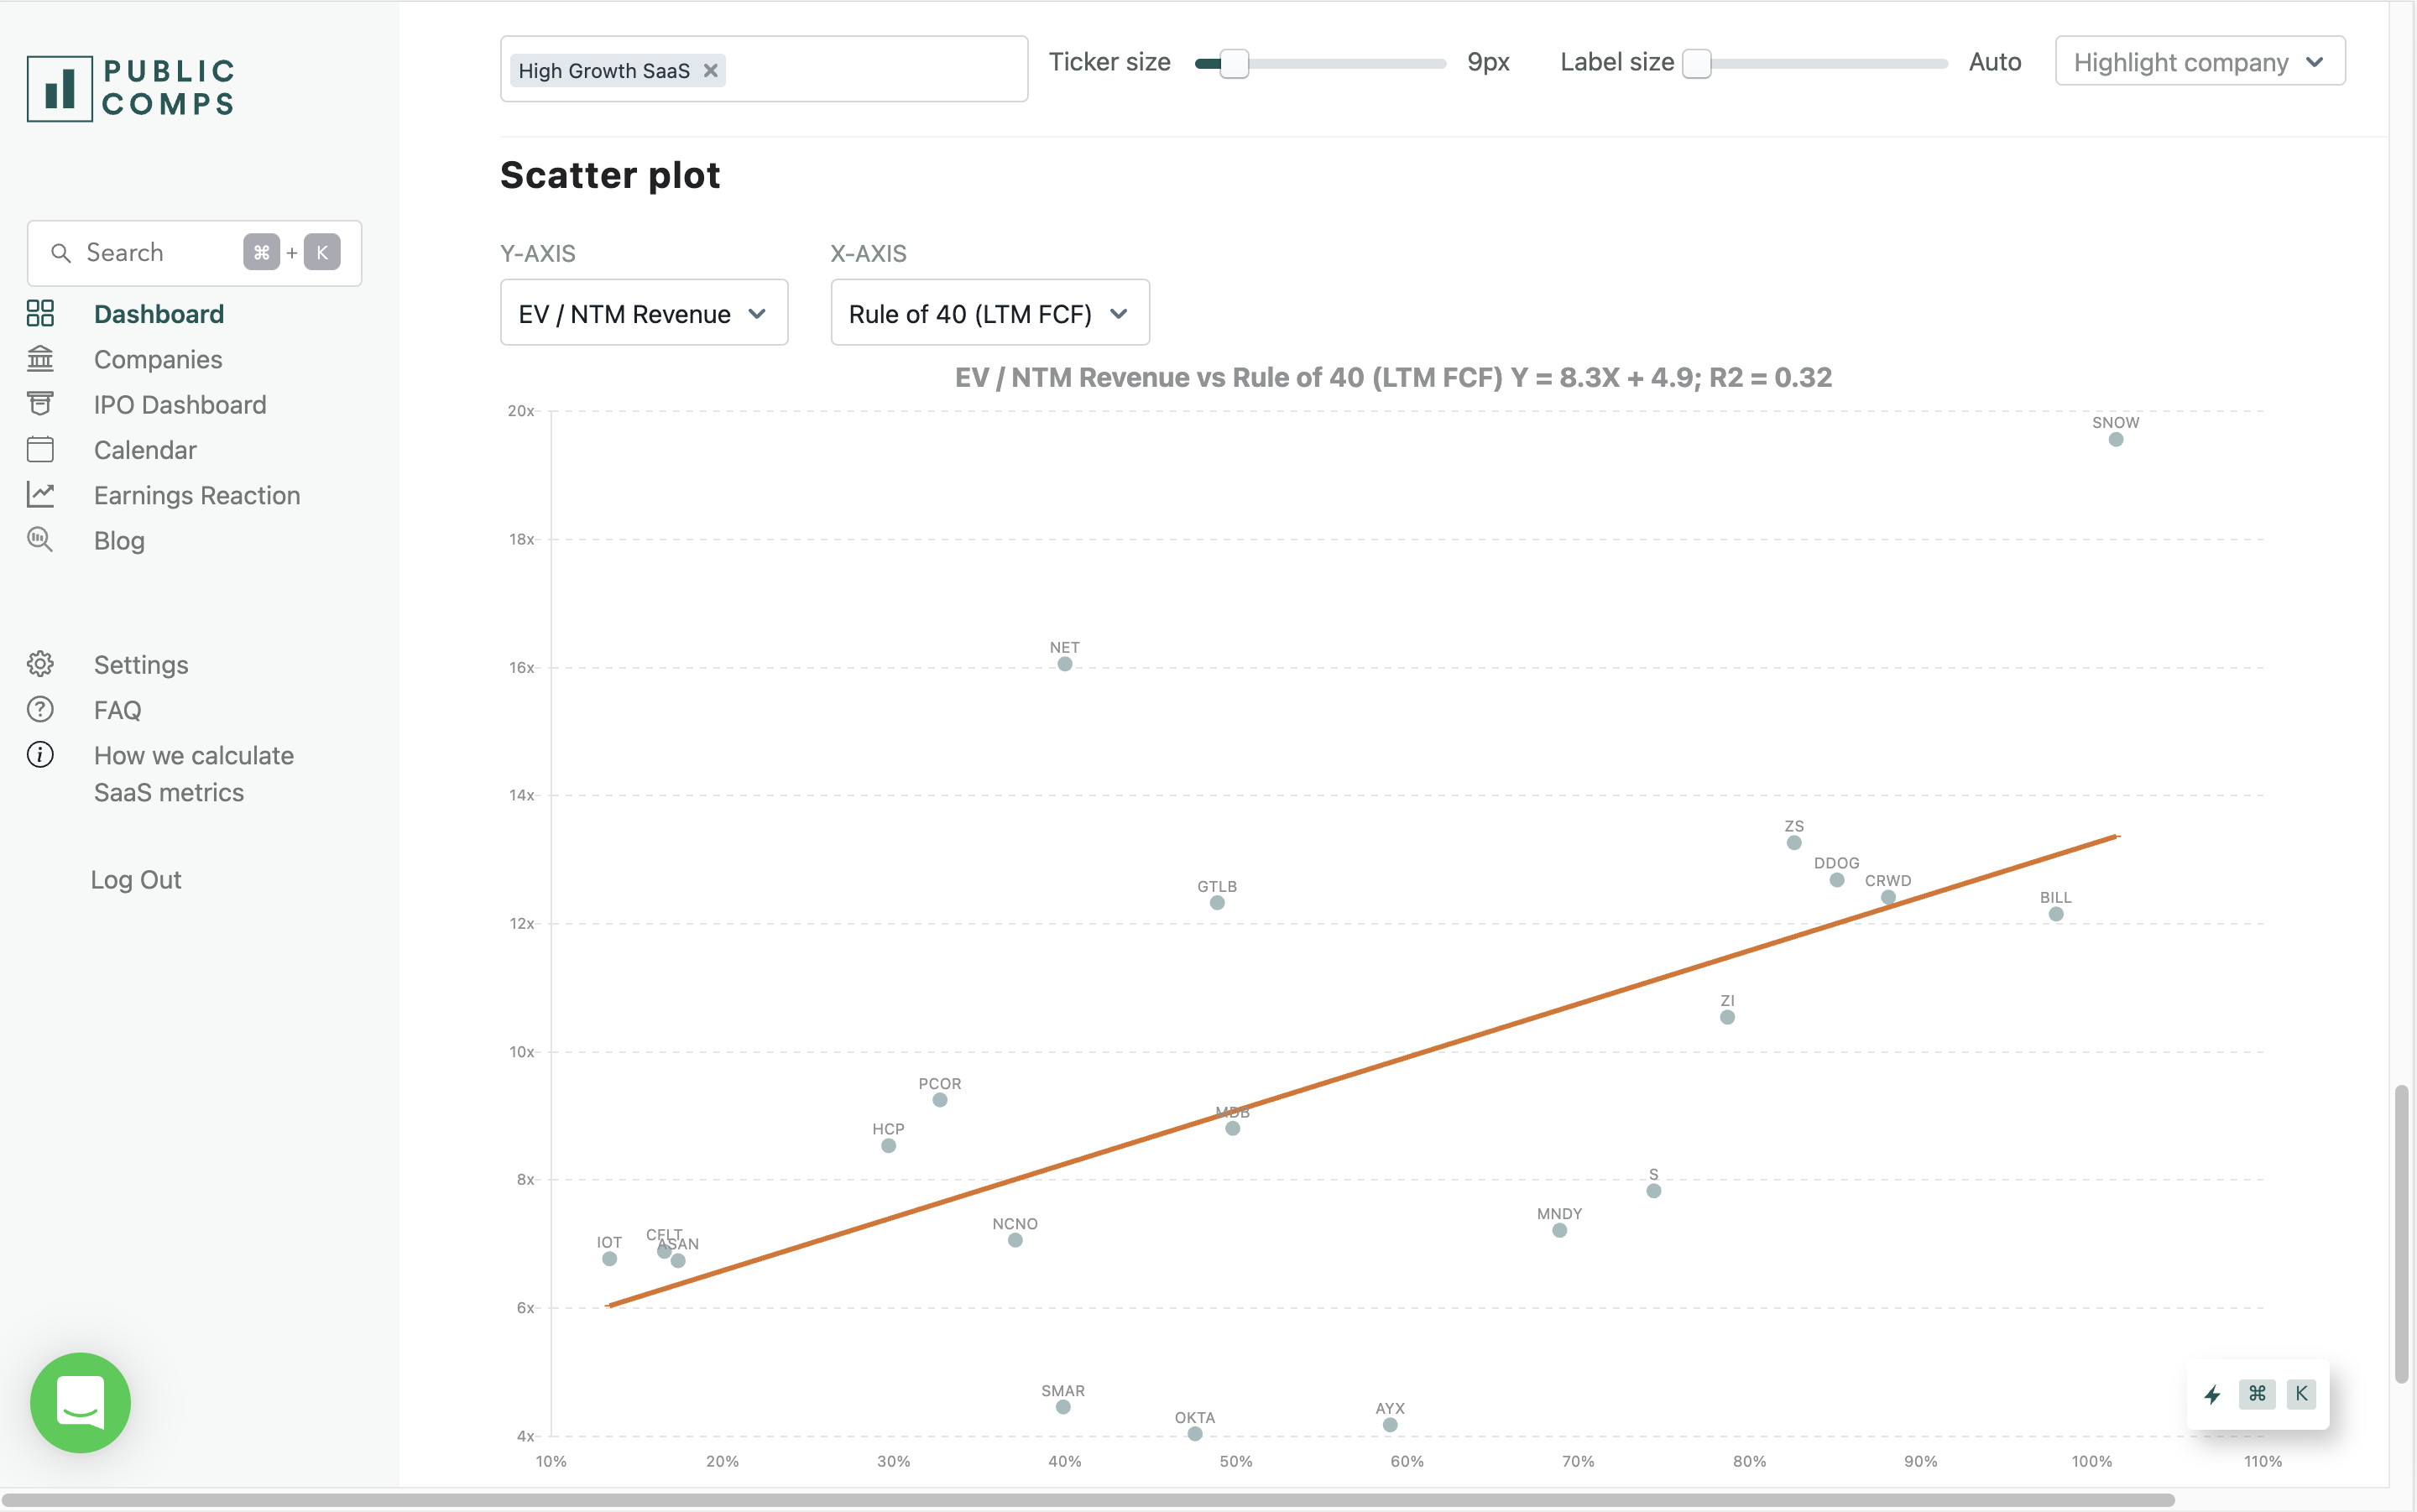 PUBLIC
COMPS
High Growth SaaS
Ticker size
9px
Label size
Auto
Highlight company
Search ⌘ + K
Dashboard
Companies
IPO Dashboard
Calendar
Earnings Reaction
Blog
Settings
FAQ
How we calculate
SaaS metrics
Log Out
Scatter plot
Y-AXIS
X-AXIS
EV / NTM Revenue
Rule of 40 (LTM FCF)
EV / NTM Revenue vs Rule of 40 (LTM FCF) Y = 8.3X + 4.9; R2 = 0.32
20x
SNOW
18x
NET
16x
14x
ZS
DDOG
CRWD
GTLB
BILL
12x
ZI
10x
PCOR
MDB
HCP
8x
S
MNDY
NCNO
CFLT
IOT
ASAN
6x
SMAR
AYX
OKTA
4x
10% 20% 30% 40% 50% 60% 70% 80% 90% 100% 110%
⌘ K